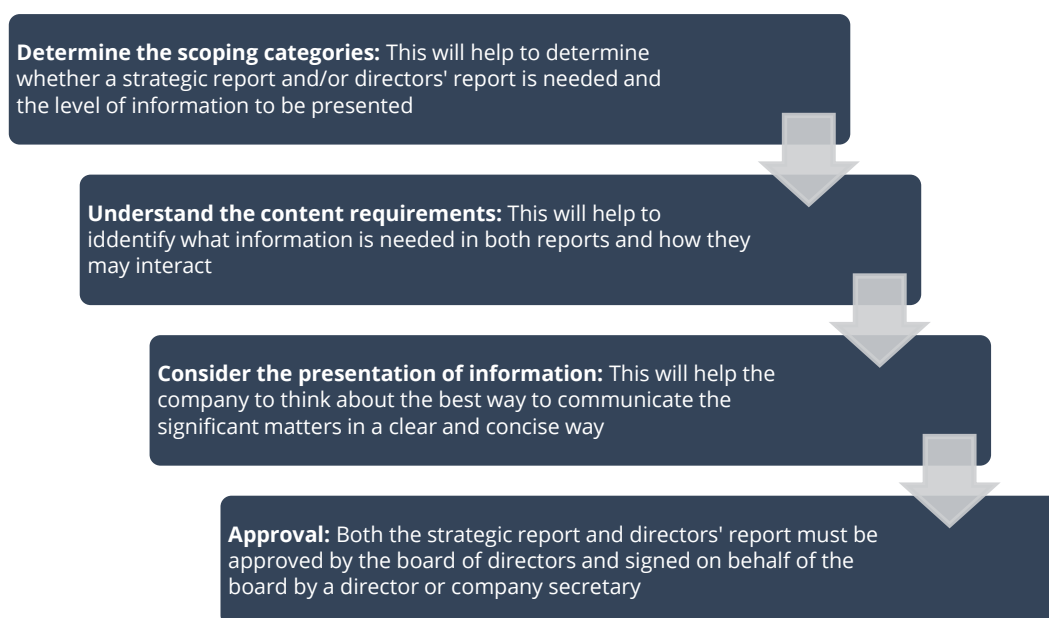 Determine the scoping categories: This will help to determine
whether a strategic report and/or directors' report is needed and
the level of information to be presented
Understand the content requirements: This will help to
iddentify what information is needed in both reports and how they
may interact
Consider the presentation of information: This will help the
company to think about the best way to communicate the
significant matters in a clear and concise way
Approval: Both the strategic report and directors' report must be
approved by the board of directors and signed on behalf of the
board by a director or company secretary